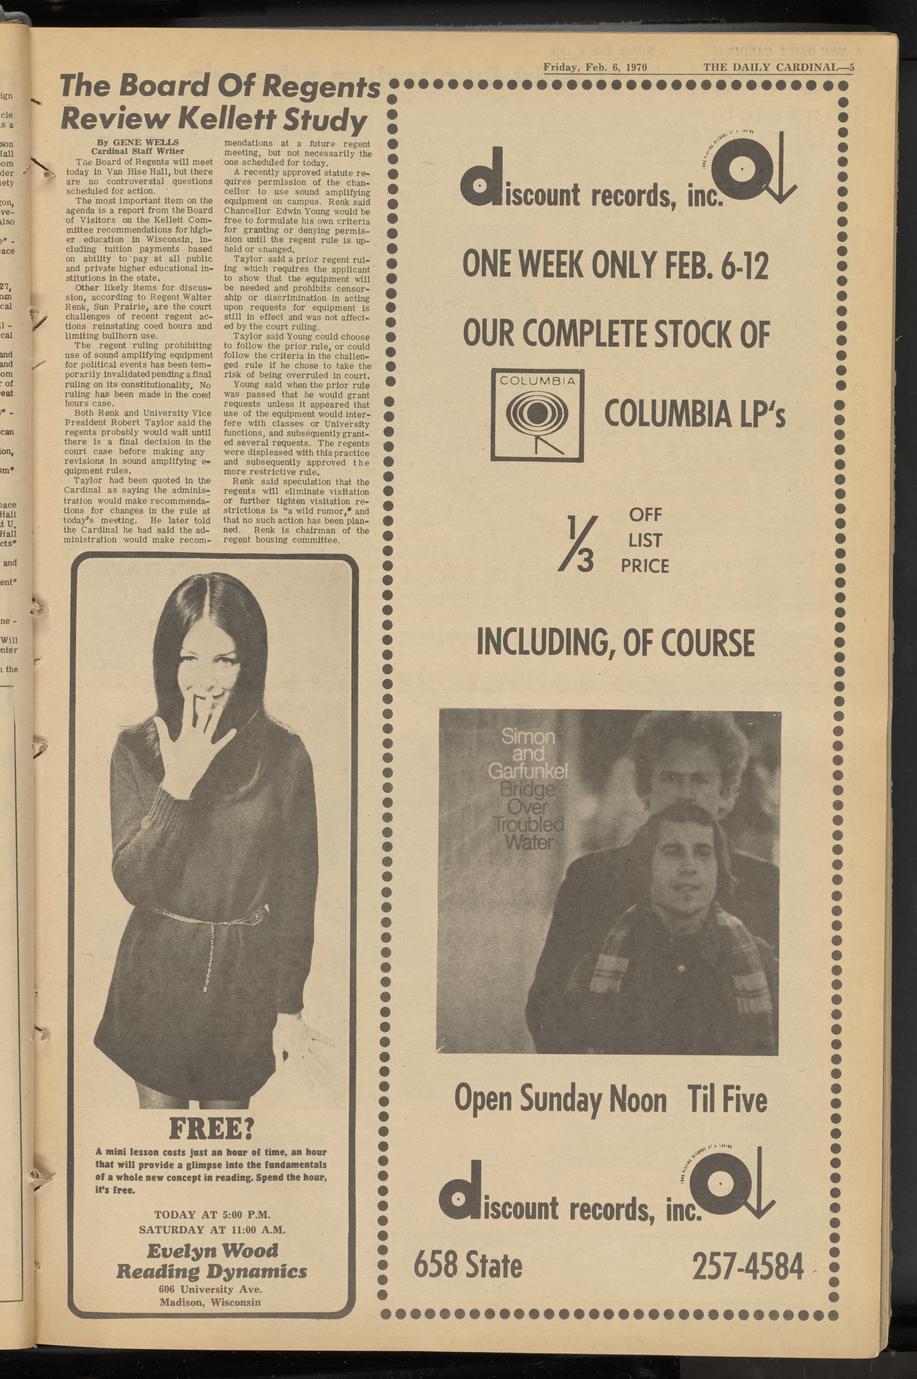 Friday, Feb. 6, 1970 THE DAILY CARDINAL—5
The Board Of Regents
Review Kellett Study
By GENE WELLS
Cardinal Staff Writer
The Board of Regents will meet
today in Van Hise Hall, but there
are no controversial questions
scheduled for action.
The most important item on the
agenda is a report from the Board
of Visitors on the Kellett Com-
mittee recommendations for high-
er education in Wisconsin, in-
cluding tuition payments based
on ability to pay at all public
and private higher educational in-
stitutions in the state.
Other likely items for discus-
sion, according to Regent Walter
Renk, Sun Prairie, are the court
challenges of recent regent ac-
tions reinstating coed hours and
limiting bullhorn use.
The regent ruling prohibiting
use of sound amplifying equipment
for political events has been tem-
porarily invalidated pending a final
ruling on its constitutionality. No
ruling has been made in the coed
hours case.
Both Renk and University Vice
President Robert Taylor said the
regents probably would wait until
there is a final decision in the
court case before making any
revisions in sound amplifying e-
quipment rules.
Taylor had been quoted in the
Cardinal as saying the adminis-
tration would make recommenda-
tions for changes in the rule at
today's meeting. He later told
the Cardinal he had said the ad-
ministration would make recom-
mendations at a future regent
meeting, but not necessarily the
one scheduled for today.
A recently approved statute re-
quires permission of the chan-
cellor to use sound amplifying
equipment on campus. Renk said
Chancellor Edwin Young would be
free to formulate his own criteria
for granting or denying permis-
sion until the regent rule is up-
held or changed.
Taylor said a prior regent rul-
ing which requires the applicant
to show that the equipment will
be needed and prohibits censor-
ship or discrimination in acting
upon requests for equipment is
still in effect and was not affect-
ed by the court ruling.
Taylor said Young could choose
to follow the prior rule, or could
follow the criteria in the challen-
ged rule if he chose to take the
risk of being overruled in court.
Young said when the prior rule
was passed that he would grant
requests unless it appeared that
use of the equipment would inter-
fere with classes or University
functions, and subsequently grant-
ed several requests. The regents
were displeased with this practice
and subsequently approved the
more restrictive rule.
Renk said speculation that the
regents will eliminate visitation
or further tighten visitation re-
strictions is "a wild rumor," and
that no such action has been plan-
ned. Renk is chairman of the
regent housing committee.
FREE?
A mini lesson costs just an hour of time, an hour
that will provide a glimpse into the fundamentals
of a whole new concept in reading. Spend the hour,
it's free.
TODAY AT 5:00 P.M.
SATURDAY AT 11:00 A.M.
Evelyn Wood
Reading Dynamics
606 University Ave.
Madison, Wisconsin
discount records, inc.
ONE WEEK ONLY FEB. 6-12
OUR COMPLETE STOCK OF
COLUMBIA
COLUMBIA LP's
1/3 OFF
LIST
PRICE
INCLUDING, OF COURSE
Simon
and
Garfunkel
Bridge
Over
Troubled
Water
Open Sunday Noon Til Five
discount records, inc.
658 State 257-4584